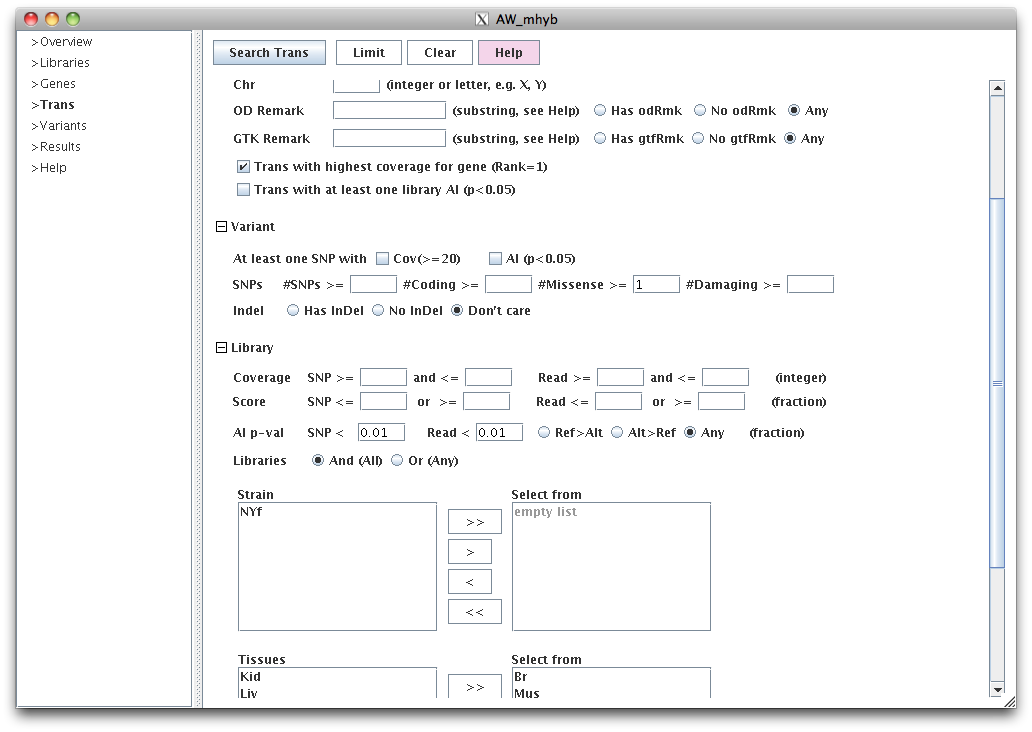 X AW_mhyb
>Overview
>Libraries
>Genes
>Trans
>Variants
>Results
>Help
Search Trans Limit Clear Help
Chr (integer or letter, e.g. X, Y)
OD Remark (substring, see Help) Has odRmk No odRmk Any
GTK Remark (substring, see Help) Has gtfRmk No gtfRmk Any
Trans with highest coverage for gene (Rank=1)
Trans with at least one library AI (p<0.05)
Variant
At least one SNP with Cov(>=20) AI (p<0.05)
SNPs #SNPs >= #Coding >= #Missense >= 1 #Damaging >=
Indel Has InDel No InDel Don't care
Library
Coverage SNP >= and <= Read >= and <= (integer)
Score SNP <= or >= Read <= or >= (fraction)
AI p-val SNP < 0.01 Read < 0.01 Ref>Alt Alt>Ref Any (fraction)
Libraries And (All) Or (Any)
Strain Select from
NYf >> empty list
>
<
<<
Tissues Select from
Kid >> Br
Liv Mus